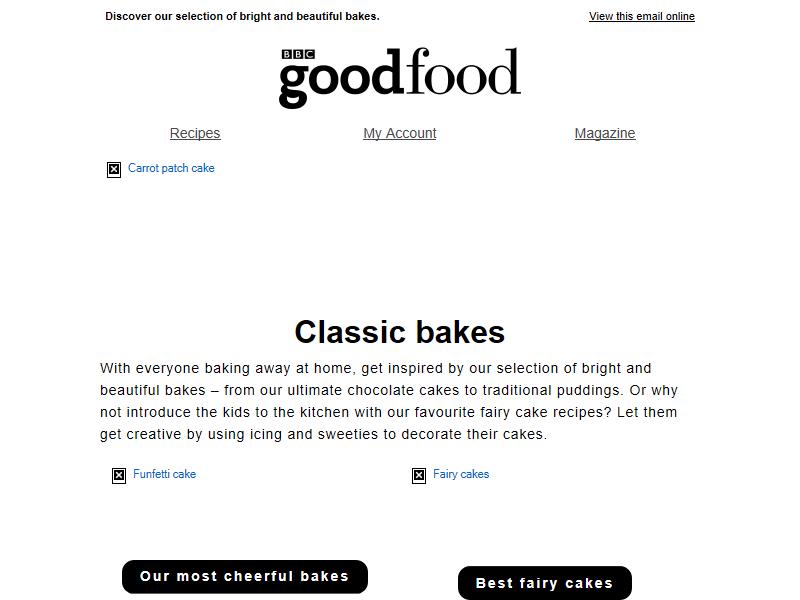 Discover our selection of bright and beautiful bakes.
View this email online
BBC
goodfood
Recipes
My Account
Magazine
Carrot patch cake
Classic bakes
With everyone baking away at home, get inspired by our selection of bright and
beautiful bakes – from our ultimate chocolate cakes to traditional puddings. Or why
not introduce the kids to the kitchen with our favourite fairy cake recipes? Let them
get creative by using icing and sweeties to decorate their cakes.
Funfetti cake
Fairy cakes
Our most cheerful bakes
Best fairy cakes